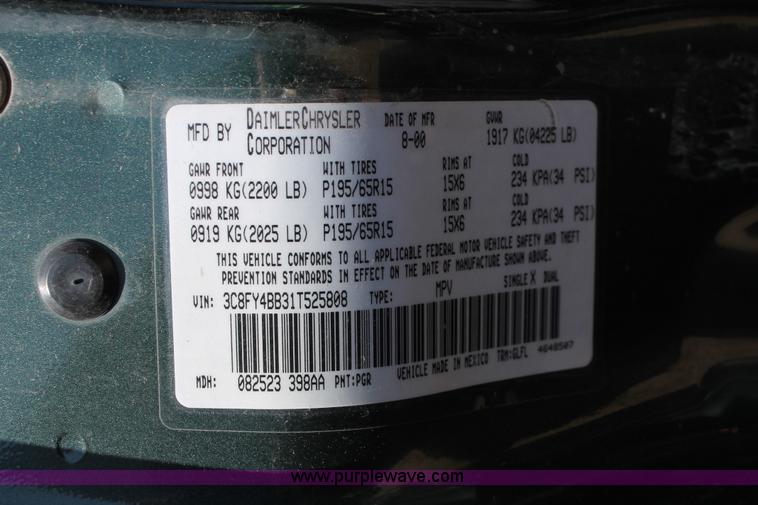 MFD BY DAIMLERCHRYSLER CORPORATION DATE OF MFR 8-00 GVWR 1917 KG(04225 LB)
GAWR FRONT WITH TIRES RIMS AT COLD
0998 KG(2200 LB) P195/65R15 15X6 234 KPA(34 PSI)
GAWR REAR WITH TIRES RIMS AT COLD
0919 KG(2025 LB) P195/65R15 15X6 234 KPA(34 PSI)
THIS VEHICLE CONFORMS TO ALL APPLICABLE FEDERAL MOTOR VEHICLE SAFETY AND THEFT
PREVENTION STANDARDS IN EFFECT ON THE DATE OF MANUFACTURE SHOWN ABOVE.
VIN: 3C8FY4BB31T525808 TYPE: MPV SINGLE X DUAL
VEHICLE MADE IN MEXICO TRM:GLFL 4648507
MDH: 082523 398AA PNT:PGR
www.purplewave.com